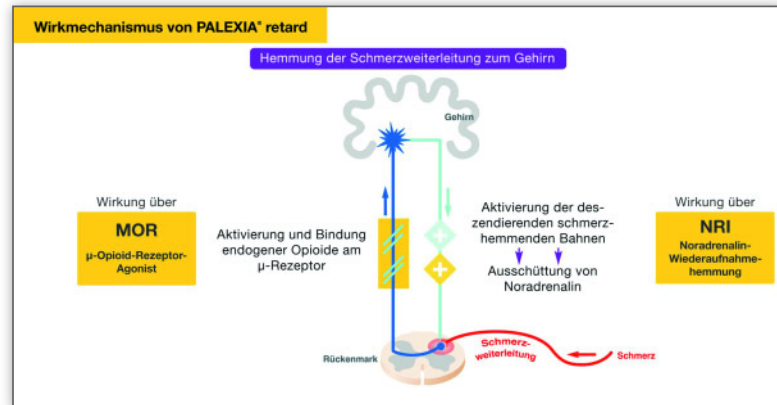 Wirkmechanismus von PALEXIA® retard
Hemmung der Schmerzweiterleitung zum Gehirn
Gehirn
Wirkung über
MOR
µ-Opioid-Rezeptor-
Agonist
Aktivierung und Bindung
endogener Opioide am
µ-Rezeptor
Aktivierung der des-
zendierenden schmerz-
hemmenden Bahnen
Ausschüttung von
Noradrenalin
Wirkung über
NRI
Noradrenalin-
Wiederaufnahme-
hemmung
Rückenmark
Schmerz-
weiterleitung
Schmerz